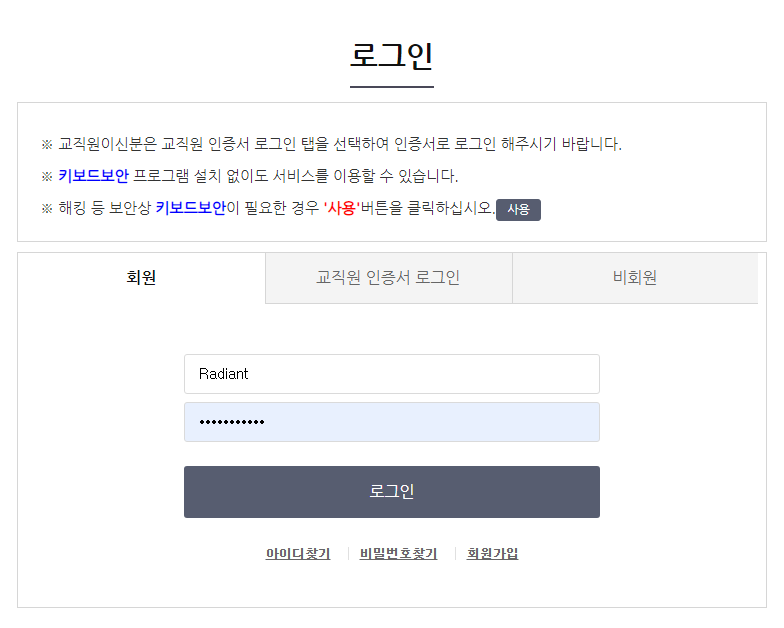 로그인
※ 교직원이신분은 교직원 인증서 로그인 탭을 선택하여 인증서로 로그인 해주시기 바랍니다.
※ 키보드보안 프로그램 설치 없이도 서비스를 이용할 수 있습니다.
※ 해킹 등 보안상 키보드보안이 필요한 경우 '사용'버튼을 클릭하십시오. 사용
회원 교직원 인증서 로그인 비회원
Radiant
•••••••••••
로그인
아이디찾기 비밀번호찾기 회원가입